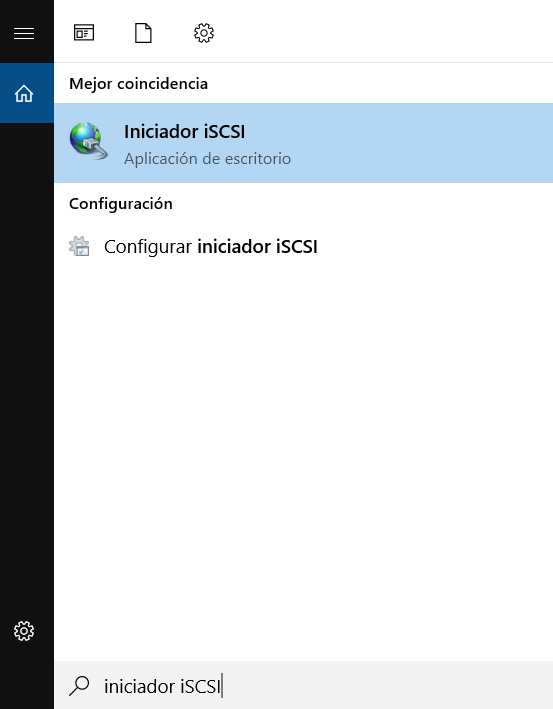 Mejor coincidencia
Iniciador iSCSI
Aplicación de escritorio
Configuración
Configurar iniciador iSCSI
iniciador iSCSI